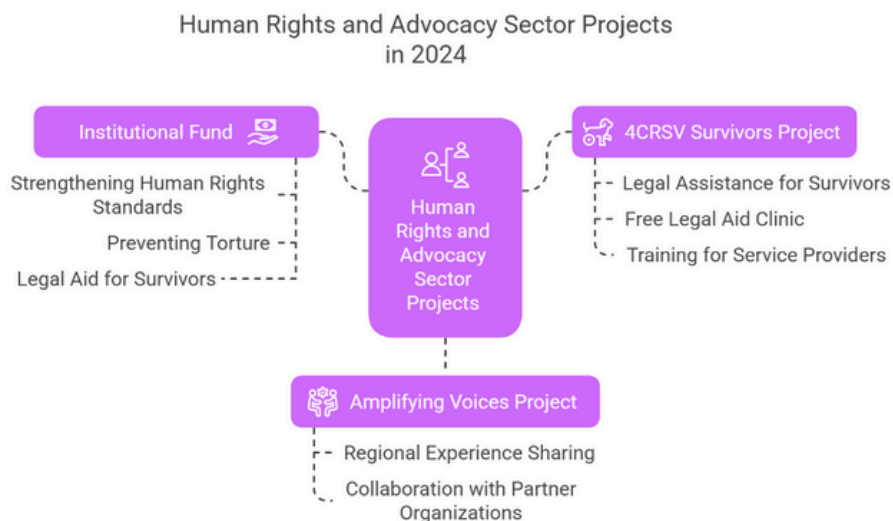 Human Rights and Advocacy Sector Projects
in 2024
Institutional Fund
Strengthening Human Rights
Standards
Preventing Torture
Legal Aid for Survivors
Human
Rights and
Advocacy
Sector
Projects
4CRSV Survivors Project
Legal Assistance for Survivors
Free Legal Aid Clinic
Training for Service Providers
Amplifying Voices Project
Regional Experience Sharing
Collaboration with Partner
Organizations